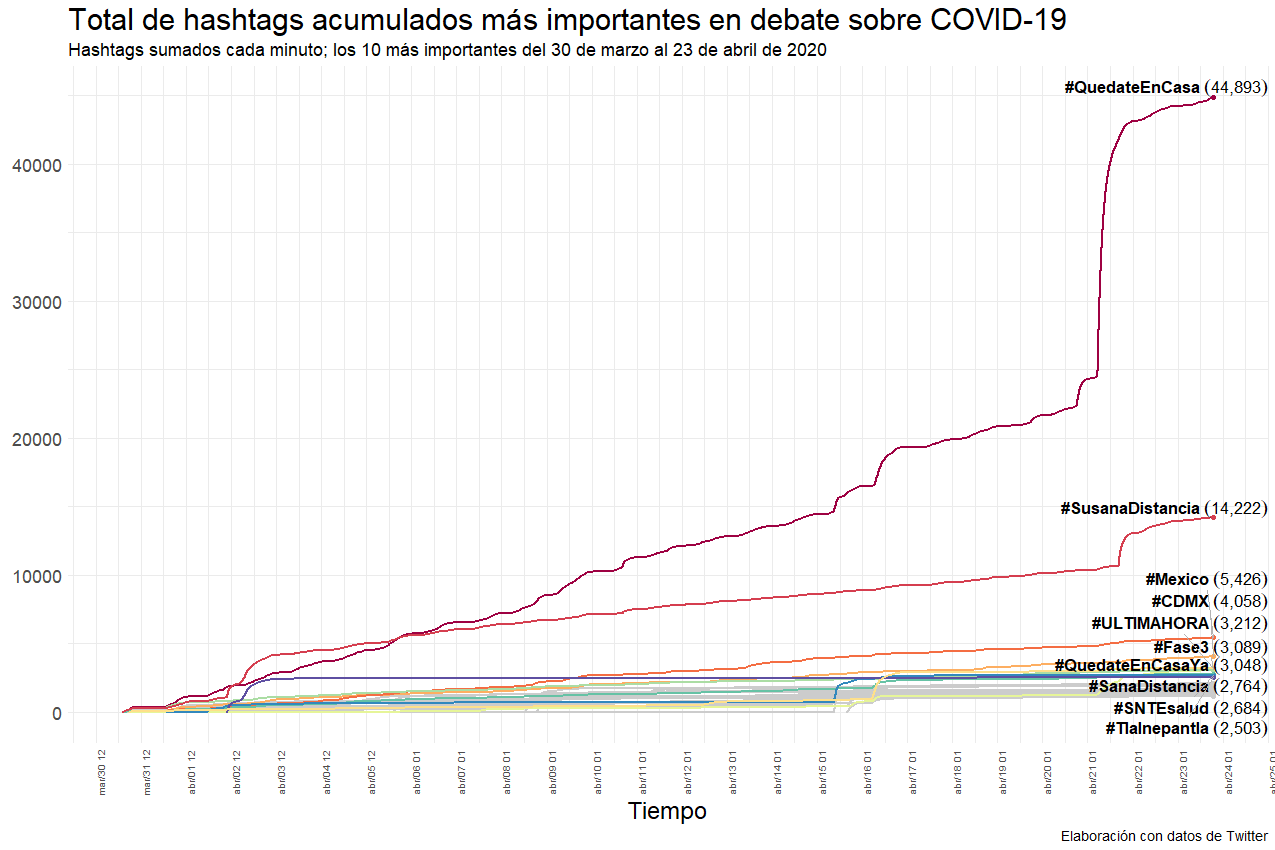 Total de hashtags acumulados más importantes en debate sobre COVID-19
Hashtags sumados cada minuto; los 10 más importantes del 30 de marzo al 23 de abril de 2020
#QuedateEnCasa (44,893)
40000
30000
20000
#SusanaDistancia (14,222)
10000
#Mexico (5,426)
#CDMX (4,058)
#ULTIMAHORA (3,212)
#Fase3 (3,089)
#QuedateEnCasaYa (3,048)
#SanaDistancia (2,764)
#SNTEsalud (2,684)
0
#Tlalnepantla (2,503)
mar/30 12
mar/31 12
abr/01 12
abr/02 12
abr/03 12
abr/04 12
abr/05 12
abr/06 01
abr/07 01
abr/08 01
abr/09 01
abr/10 01
abr/11 01
abr/12 01
abr/13 01
abr/14 01
abr/15 01
abr/16 01
abr/17 01
abr/18 01
abr/19 01
abr/20 01
abr/21 01
abr/22 01
abr/23 01
abr/24 01
abr/25 01
Tiempo
Elaboración con datos de Twitter